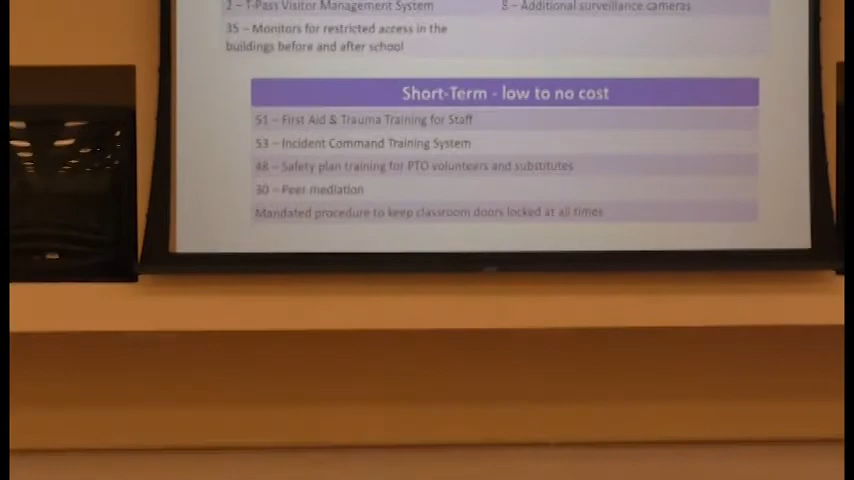 2 – T-Pass Visitor Management System
8 – Additional surveillance cameras
35 – Monitors for restricted access in the
buildings before and after school
Short-Term - low to no cost
51 – First Aid & Trauma Training for Staff
53 – Incident Command Training System
48 – Safety plan training for PTO volunteers and substitutes
30 – Peer mediation
Mandated procedure to keep classroom doors locked at all times